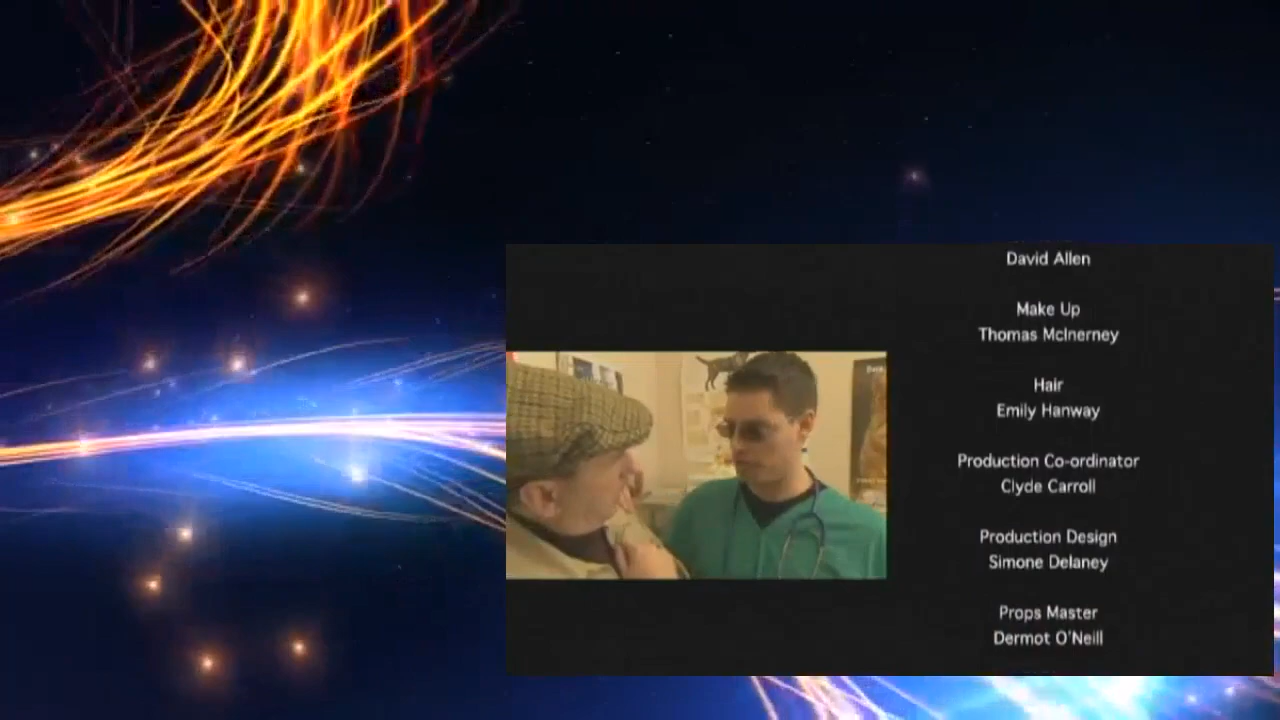 David Allen
Make Up
Thomas McInerney
Hair
Emily Hanway
Production Co-ordinator
Clyde Carroll
Production Design
Simone Delaney
Props Master
Dermot O'Neill